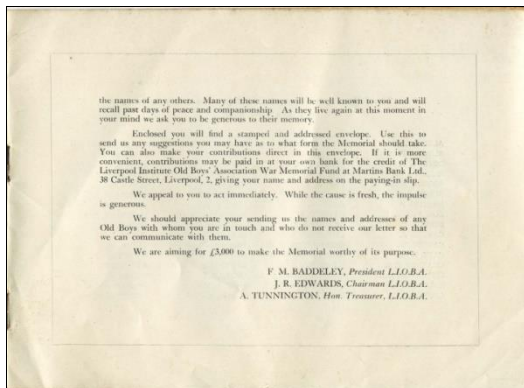 the names of any others. Many of these names will be well known to you and will
recall past days of peace and companionship. As they live again at this moment in
your mind we ask you to be generous to their memory.
Enclosed you will find a stamped and addressed envelope. Use this to
send us any suggestions you may have as to what form the Memorial should take.
You can also make your contributions direct in this envelope. If it is more
convenient, contributions may be paid in at your own bank for the credit of The
Liverpool Institute Old Boys' Association War Memorial Fund at Martins Bank Ltd.,
38 Castle Street, Liverpool, 2, giving your name and address on the paying-in slip.
We appeal to you to act immediately. While the cause is fresh, the impulse
is generous.
We should appreciate your sending us the names and addresses of any
Old Boys with whom you are in touch and who do not receive our letter so that
we can communicate with them.
We are aiming for £5,000 to make the Memorial worthy of its purpose.
F. M. BADDELEY, President L.I.O.B.A.
J. R. EDWARDS, Chairman L.I.O.B.A.
A. TUNNINGTON, Hon. Treasurer, L.I.O.B.A.